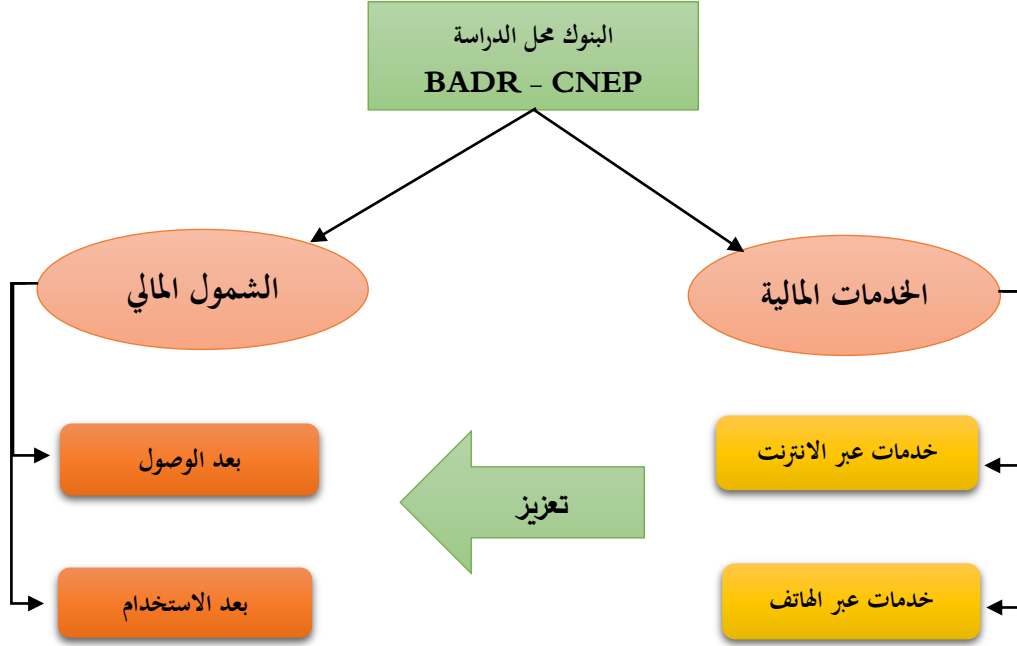 البنوك محل الدراسة
BADR – CNEP
الخدمات المالية
الشمول المالي
خدمات عبر الانترنت
بعد الوصول
تعزيز
خدمات عبر الهاتف
بعد الاستخدام